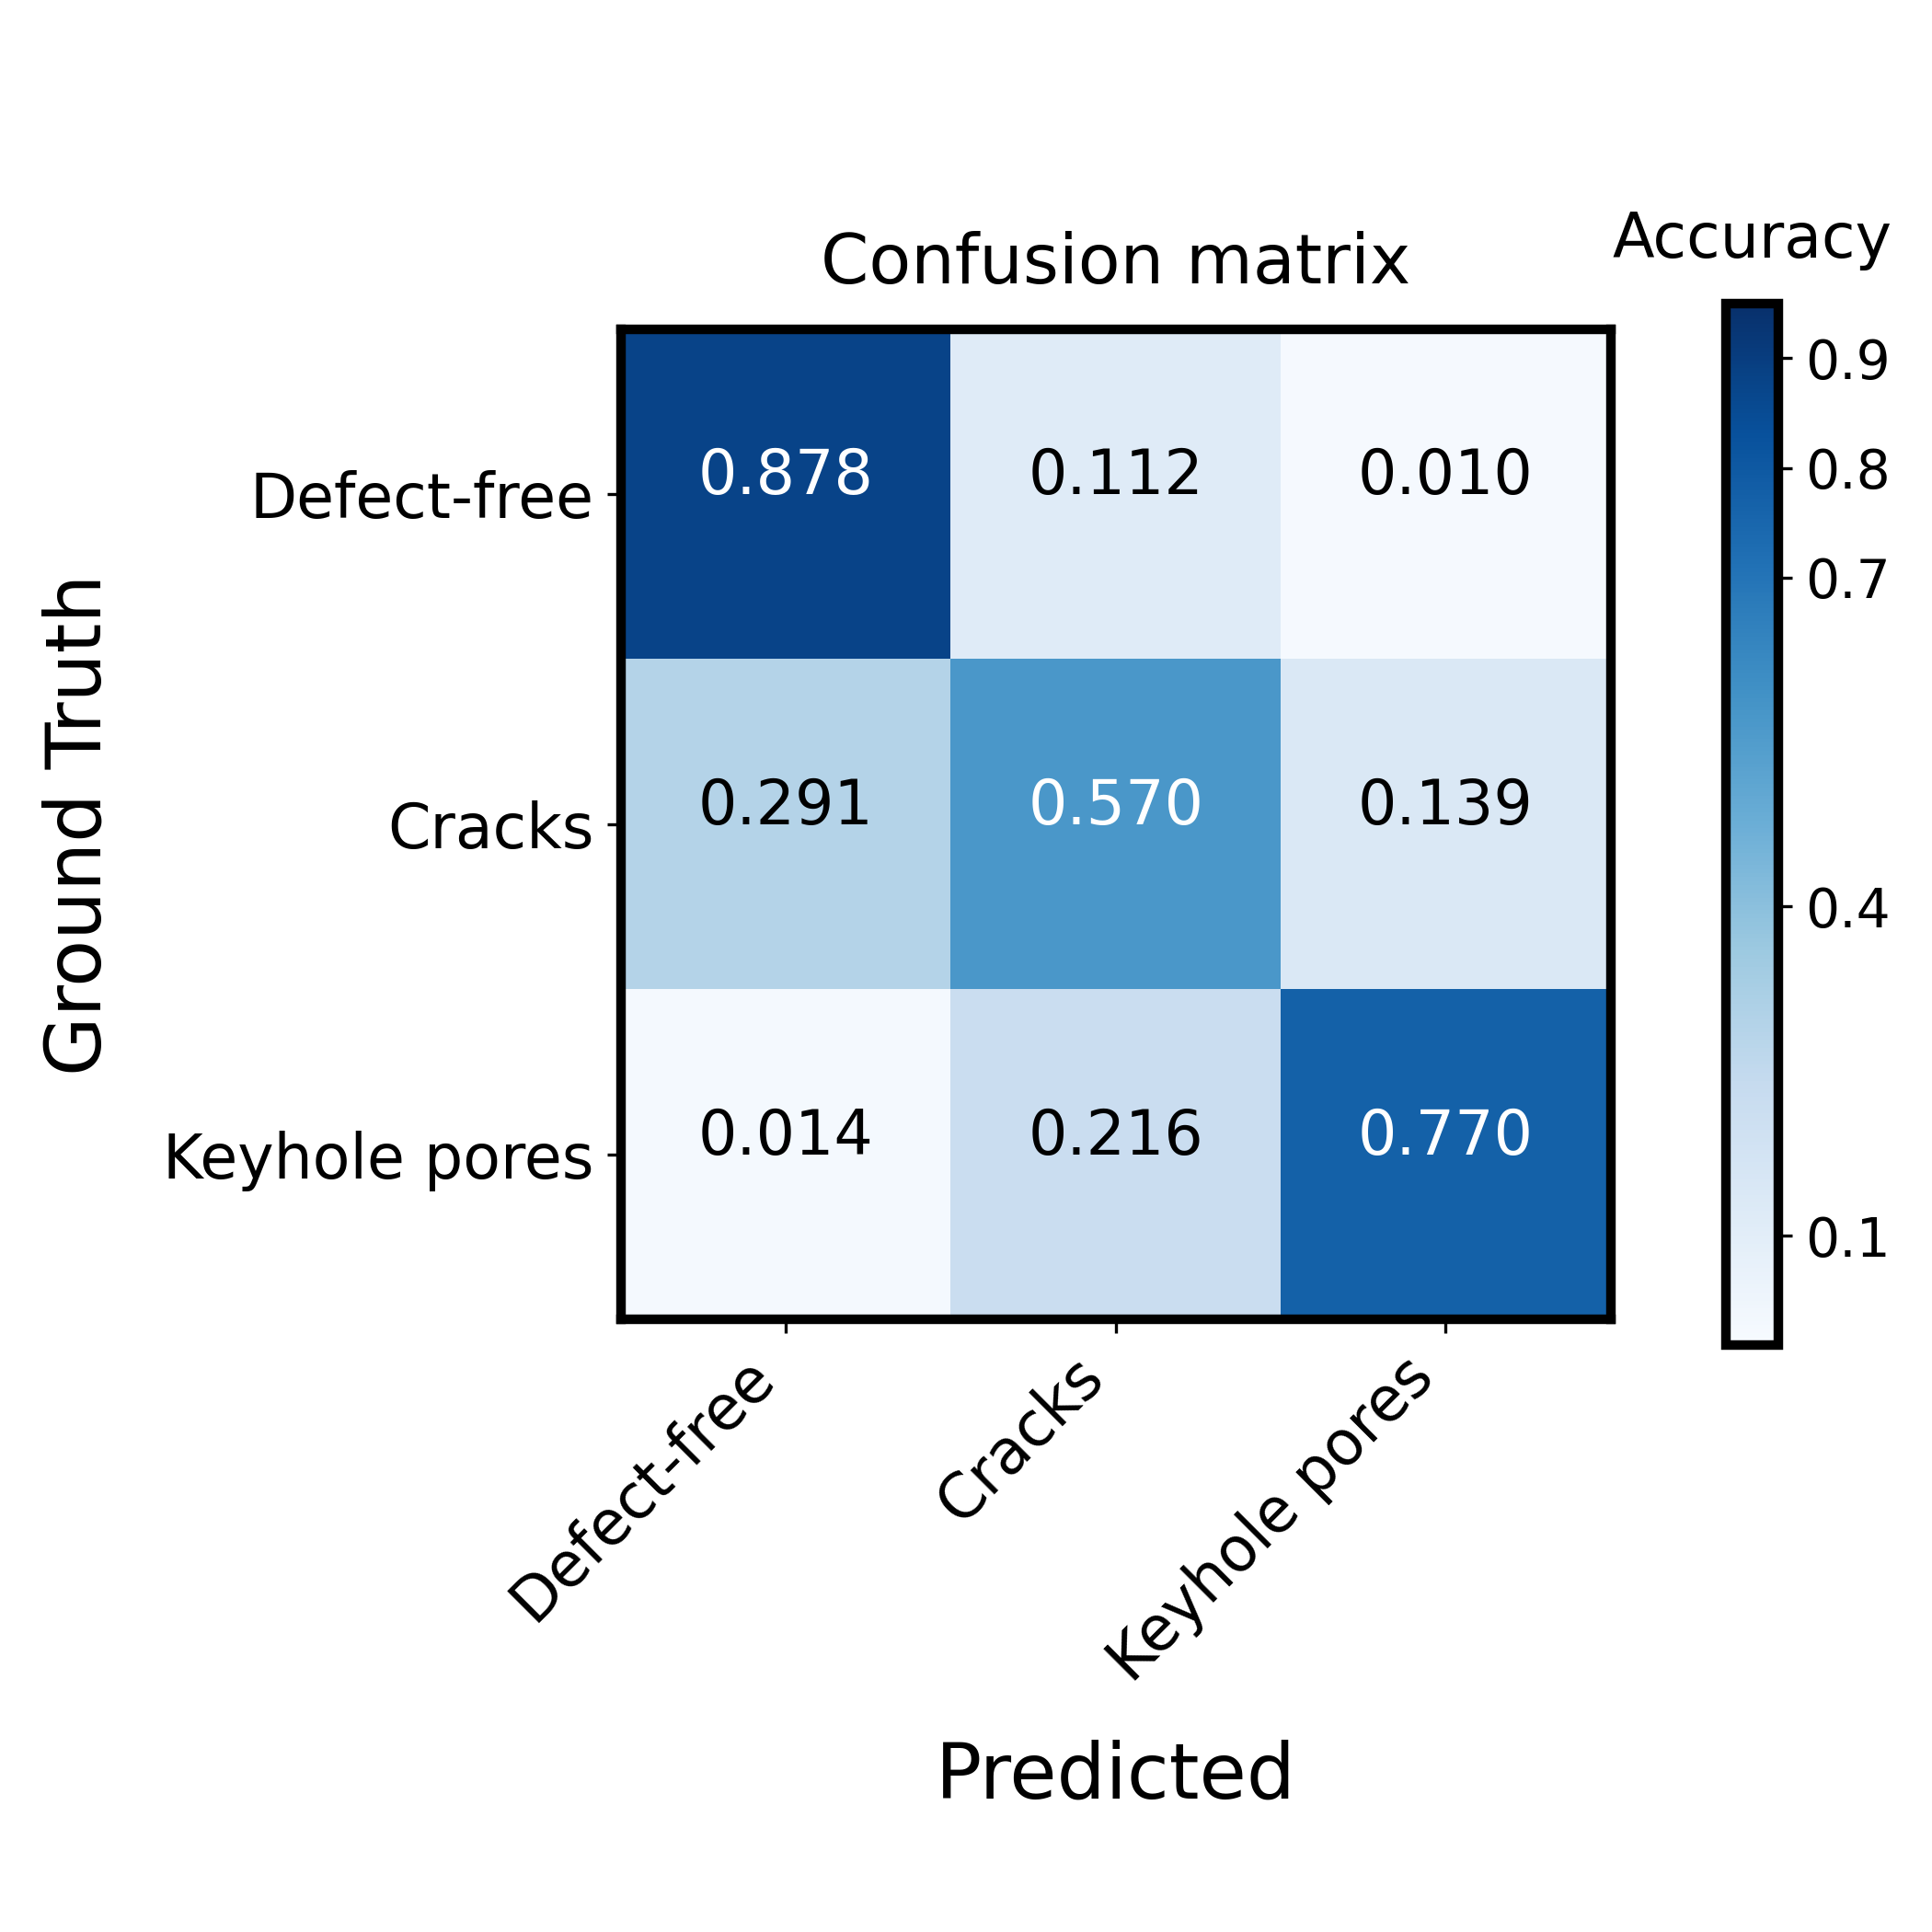 Confusion matrix
Accuracy
0.9
0.8
0.7
0.4
0.1
Ground Truth
Defect-free
0.878 0.112 0.010
Cracks
0.291 0.570 0.139
Keyhole pores
0.014 0.216 0.770
Defect-free
Cracks
Keyhole pores
Predicted